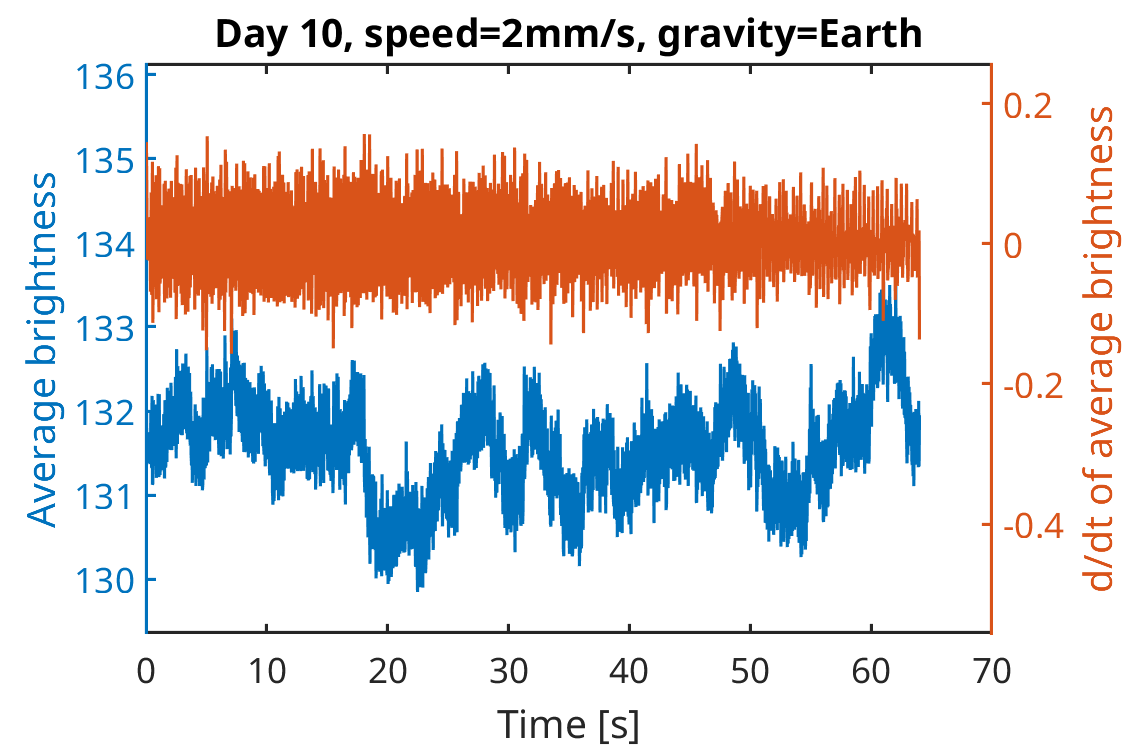 Day 10, speed=2mm/s, gravity=Earth
136
135
134
133
132
131
130
Average brightness
0.2
0
-0.2
-0.4
d/dt of average brightness
0 10 20 30 40 50 60 70
Time [s]